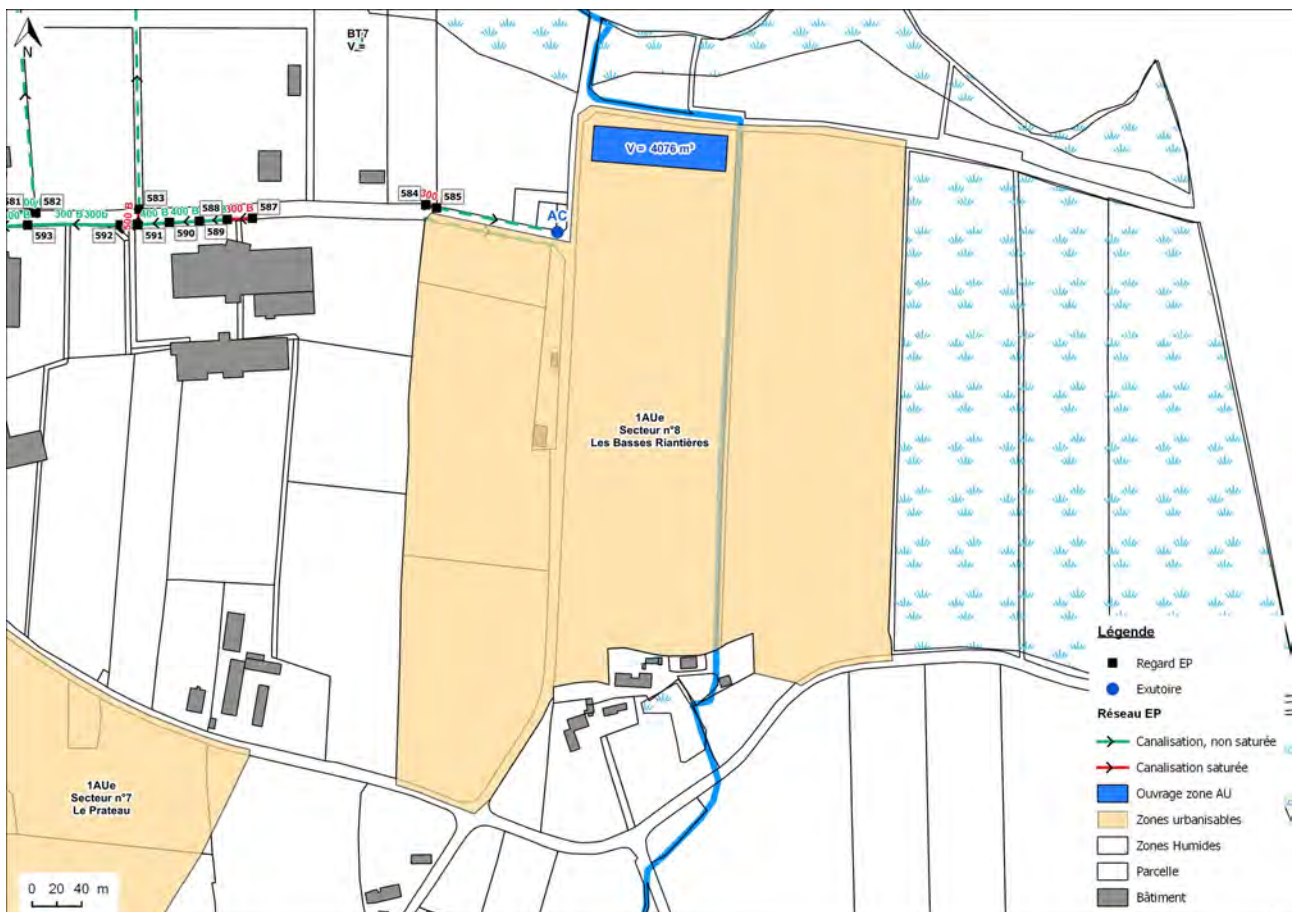 N
BT7
V_=
V = 4076 m³
584
300
585
AC
581
582
583
588
587
300 B
300b
500 B
400 B
400 B
300 B
593
592
591
590
589
1AUe
Secteur n°8
Les Basses Riantières
1AUe
Secteur n°7
Le Prateau
0 20 40 m
Légende
Regard EP
Exutoire
Réseau EP
Canalisation, non saturée
Canalisation saturée
Ouvrage zone AU
Zones urbanisables
Zones Humides
Parcelle
Bâtiment